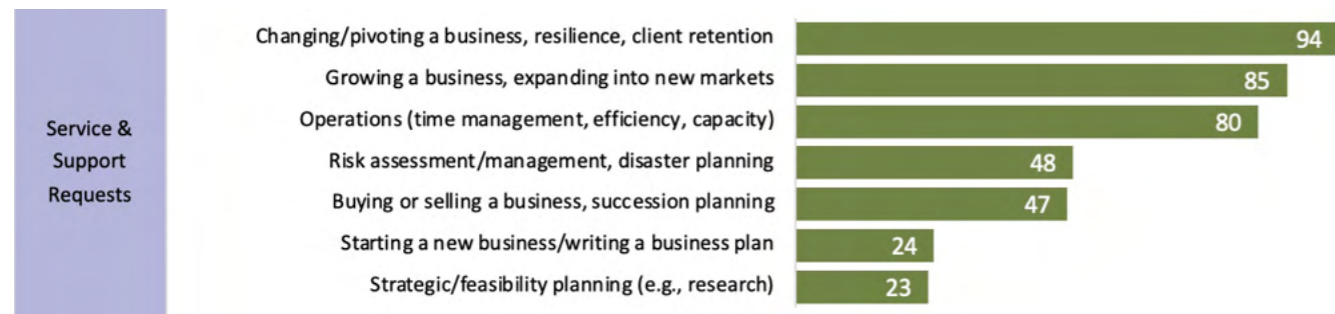 Service &
Support
Requests
Changing/pivoting a business, resilience, client retention 94
Growing a business, expanding into new markets 85
Operations (time management, efficiency, capacity) 80
Risk assessment/management, disaster planning 48
Buying or selling a business, succession planning 47
Starting a new business/writing a business plan 24
Strategic/feasibility planning (e.g., research) 23